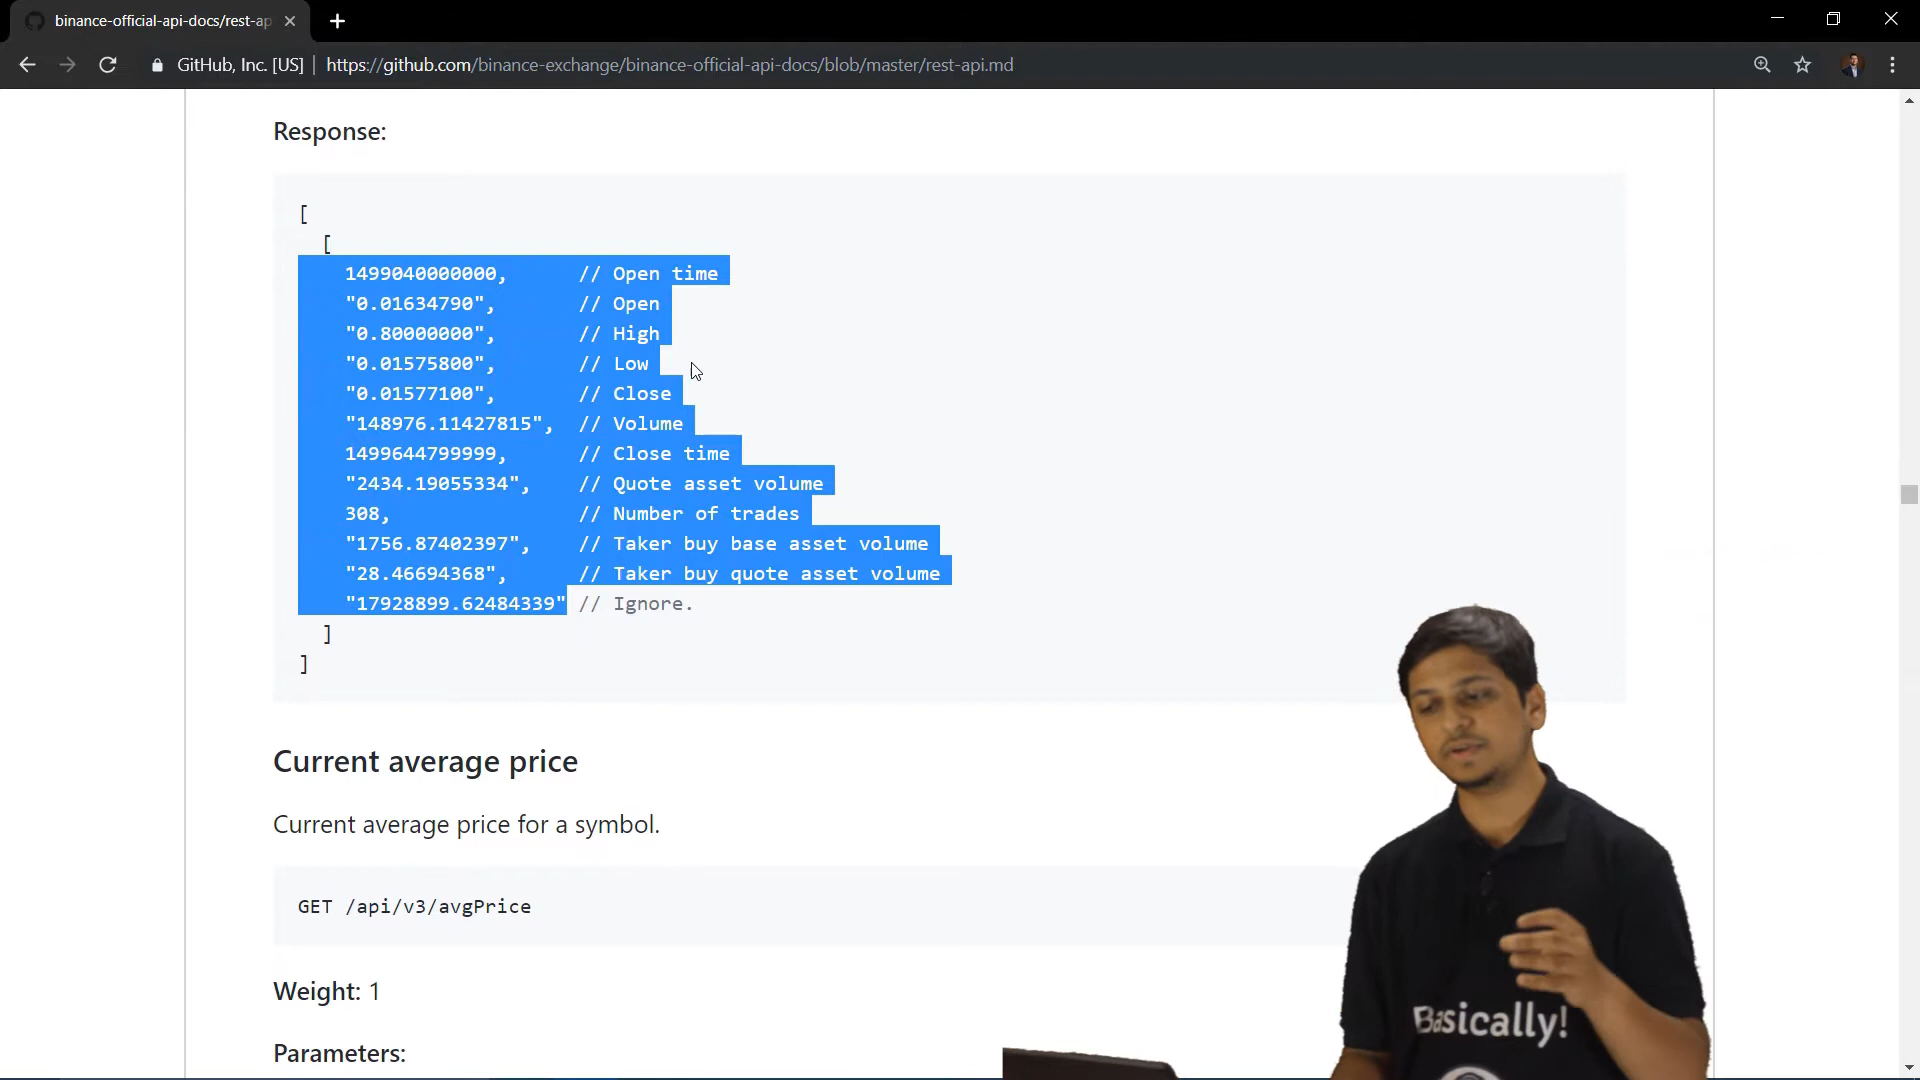 binance-official-api-docs/rest-ap
GitHub, Inc. [US] | https://github.com/binance-exchange/binance-official-api-docs/blob/master/rest-api.md
Response:
[
[
1499040000000, // Open time
"0.01634790", // Open
"0.80000000", // High
"0.01575800", // Low
"0.01577100", // Close
"148976.11427815", // Volume
1499644799999, // Close time
"2434.19055334", // Quote asset volume
308, // Number of trades
"1756.87402397", // Taker buy base asset volume
"28.46694368", // Taker buy quote asset volume
"17928899.62484339" // Ignore.
]
]
Current average price
Current average price for a symbol.
GET /api/v3/avgPrice
Weight: 1
Parameters:
Basically!